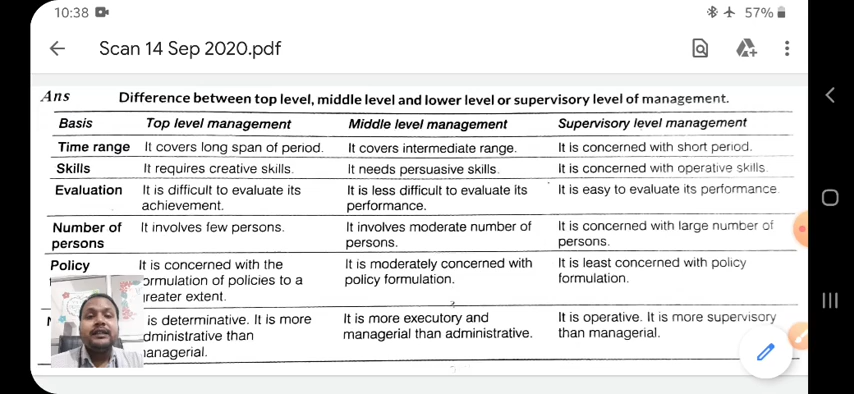 10:38
57%
Scan 14 Sep 2020.pdf
Ans Difference between top level, middle level and lower level or supervisory level of management.
Basis Top level management Middle level management Supervisory level management
Time range It covers long span of period. It covers intermediate range. It is concerned with short period.
Skills It requires creative skills. It needs persuasive skills. It is concerned with operative skills.
Evaluation It is difficult to evaluate its It is less difficult to evaluate its It is easy to evaluate its performance.
achievement. performance.
Number of It involves few persons. It involves moderate number of It is concerned with large number of
persons persons. persons.
Policy It is concerned with the It is moderately concerned with It is least concerned with policy
ormulation of policies to a policy formulation. formulation.
reater extent.
is determinative. It is more It is more executory and It is operative. It is more supervisory
dministrative than managerial than administrative. than managerial.
anagerial.